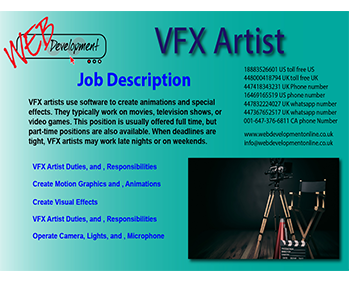 WEB
Development
VFX Artist
Job Description
18883526601 US toll free US
448000418794 UK toll free UK
447418343231 UK Phone number
16469165519 US phone number
447832224027 UK whatsapp number
447367652517 UK whatsapp number
001-647-376-6811 CA phone Number
www.webdevelopmentonline.co.uk
info@webdevelopmentonline.co.uk
VFX artists use software to create animations and special
effects. They typically work on movies, television shows, or
video games. This position is usually offered full time, but
part-time positions are also available. When deadlines are
tight, VFX artists may work late nights or on weekends.
VFX Artist Duties, and , Responsibilities
Create Motion Graphics and , Animations
Create Visual Effects
VFX Artist Duties, and , Responsibilities
Operate Camera, Lights, and , Microphone